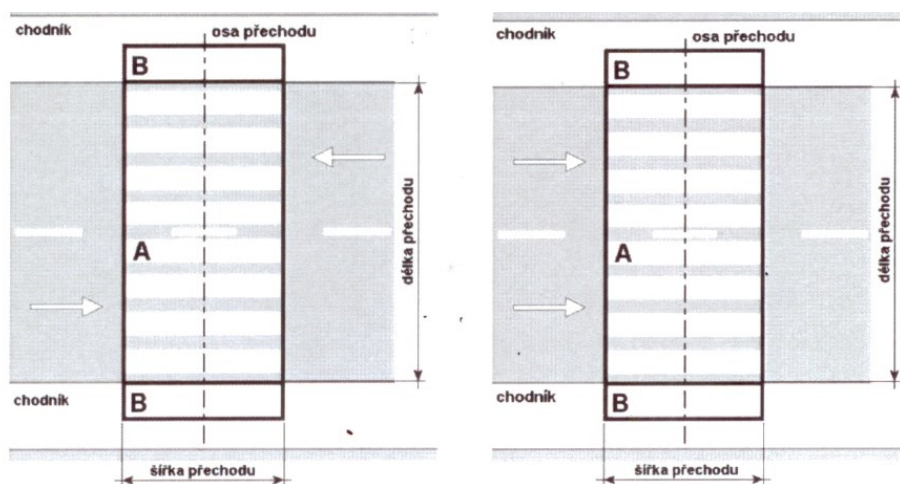 chodník
osa přechodu
B
A
délka přechodu
chodník
B
šířka přechodu
chodník
osa přechodu
B
A
délka přechodu
chodník
B
šířka přechodu